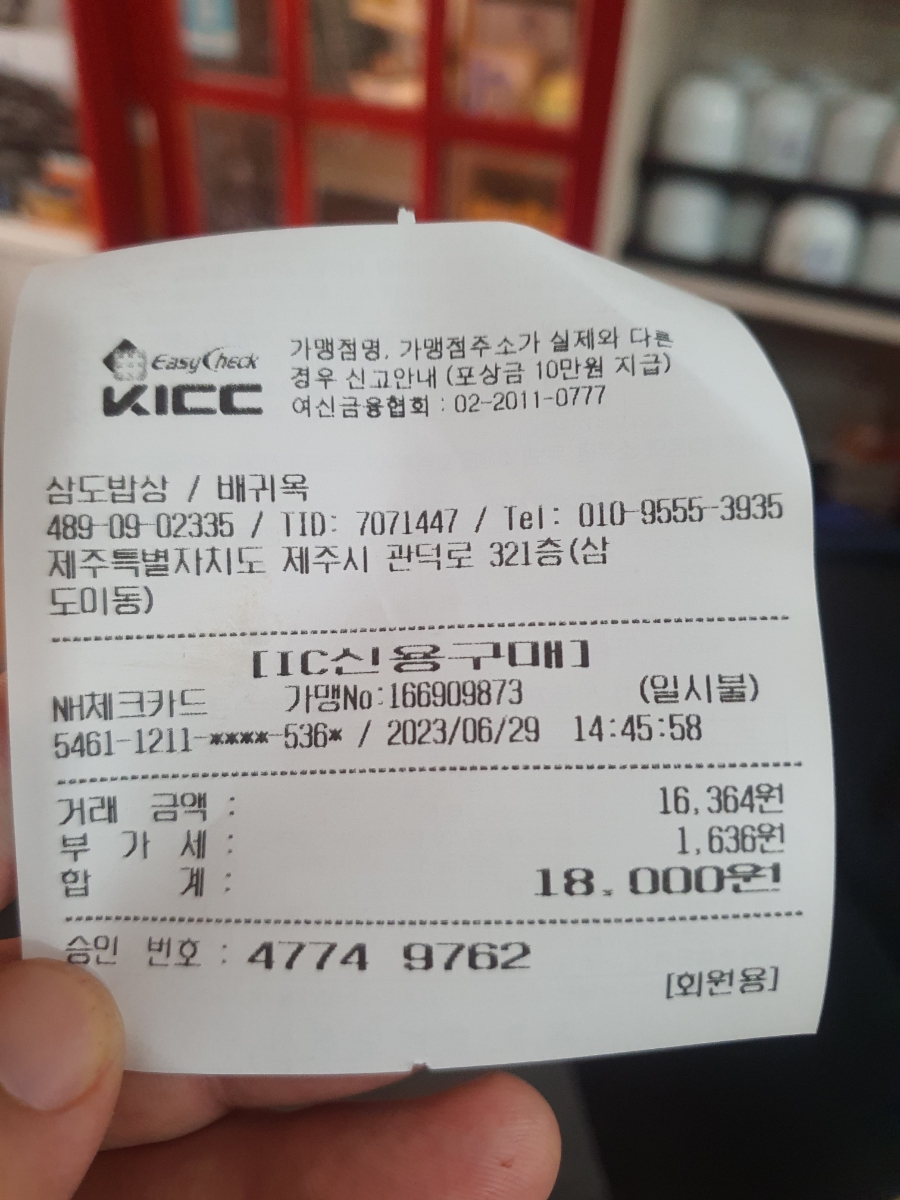 EasyCheck
KICC
가맹점명, 가맹점주소가 실제와 다른
경우 신고안내 (포상금 10만원 지급)
여신금융협회 : 02-2011-0777
삼도밥상 / 배귀옥
489-09-02335 / TID: 7071447 / Tel: 010-9555-3935
제주특별자치도 제주시 관덕로 321층(삼
도이동)
[IC신용구매]
NH체크카드 가맹No:166909873 (일시불)
5461-1211-****-536* / 2023/06/29 14:45:58
거래 금액 : 16,364원
부 가 세 : 1,636원
합 계 : 18,000원
승인 번호 : 4774 9762
[회원용]